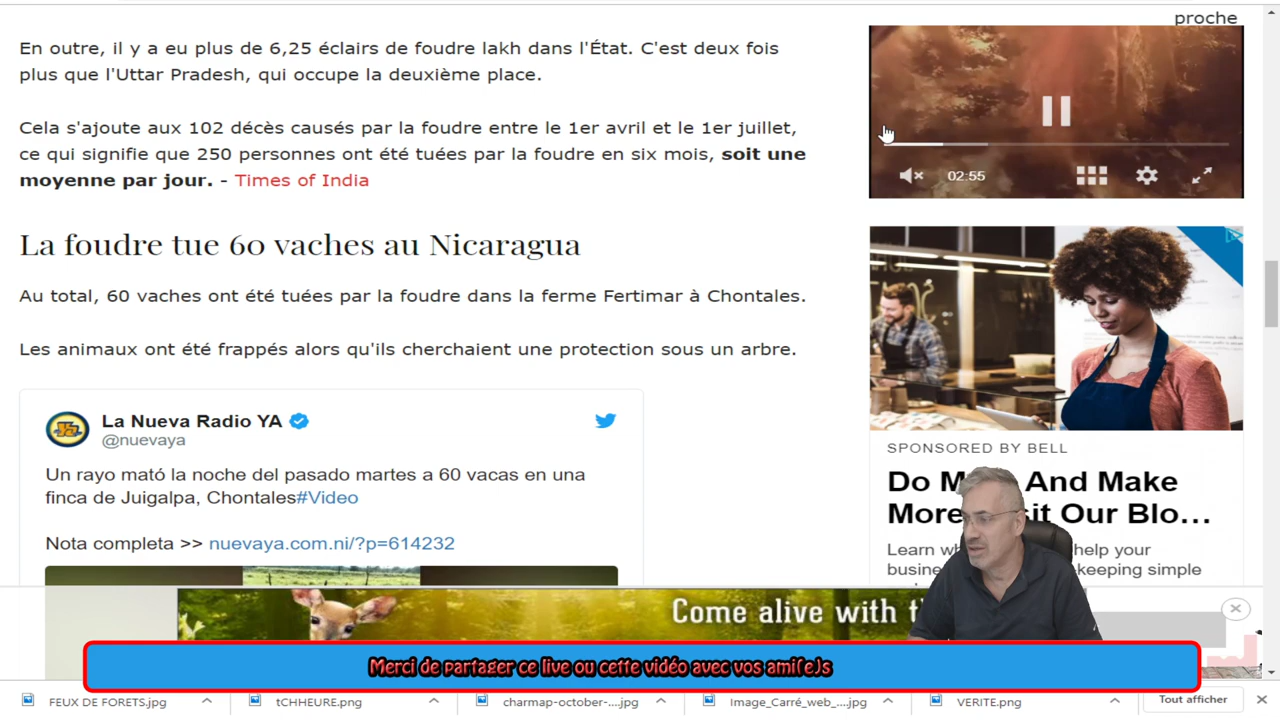 proche
En outre, il y a eu plus de 6,25 éclairs de foudre lakh dans l'État. C'est deux fois
plus que l'Uttar Pradesh, qui occupe la deuxième place.
Cela s'ajoute aux 102 décès causés par la foudre entre le 1er avril et le 1er juillet,
ce qui signifie que 250 personnes ont été tuées par la foudre en six mois, soit une
moyenne par jour. - Times of India
02:55
La foudre tue 60 vaches au Nicaragua
Au total, 60 vaches ont été tuées par la foudre dans la ferme Fertimar à Chontales.
Les animaux ont été frappés alors qu'ils cherchaient une protection sous un arbre.
La Nueva Radio YA
@nuevaya
Un rayo mató la noche del pasado martes a 60 vacas en una
finca de Juigalpa, Chontales#Video
Nota completa >> nuevaya.com.ni/?p=614232
SPONSORED BY BELL
Do And Make
More Our Blo...
Learn help your
keeping simple
Come alive with
Merci de partager ce live ou cette vidéo avec vos ami(e)s
FEUX DE FORETS.jpg
tCHHEURE.png
charmap-october-....jpg
Image_Carré_web_....jpg
VERITE.png
Tout afficher